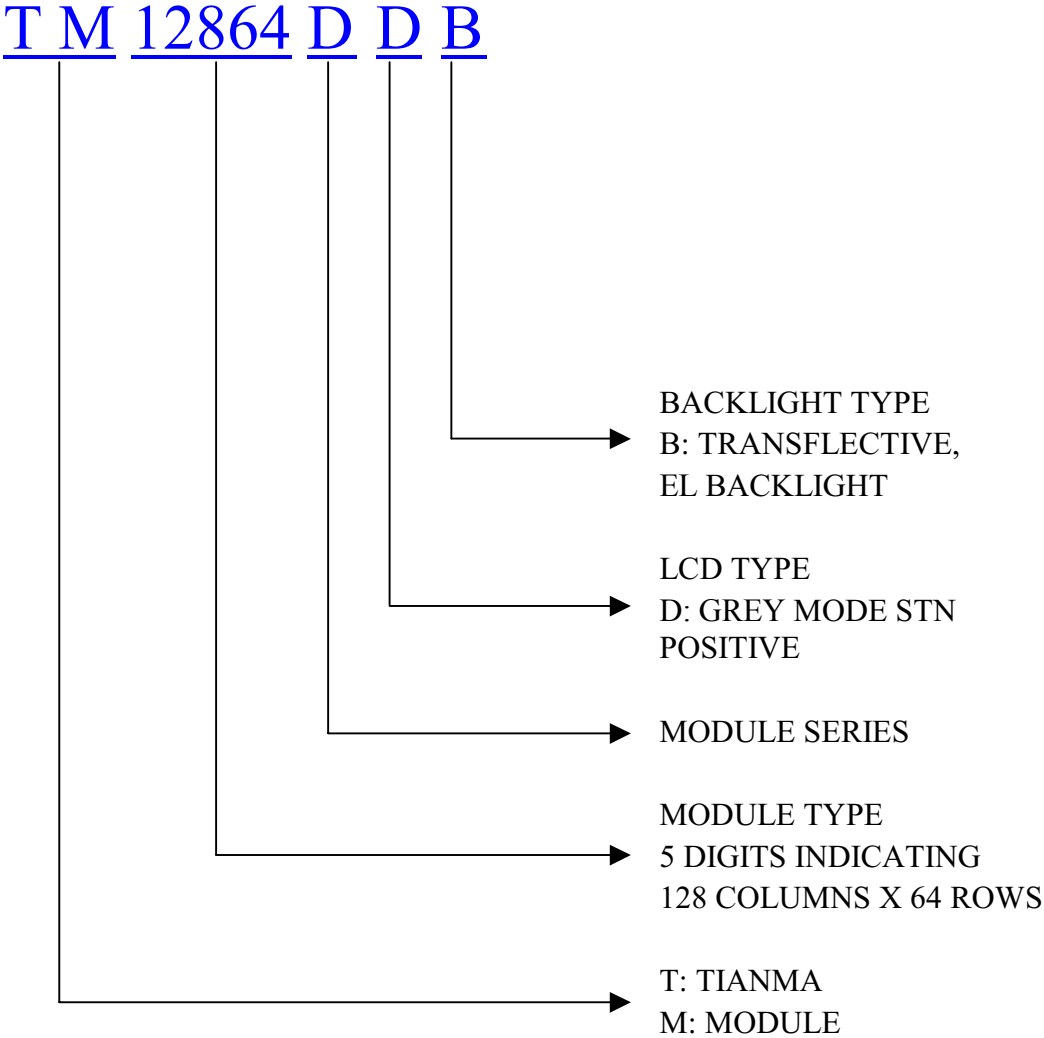 T M 12864 D D B
BACKLIGHT TYPE
B: TRANSFLECTIVE,
EL BACKLIGHT
LCD TYPE
D: GREY MODE STN
POSITIVE
MODULE SERIES
MODULE TYPE
5 DIGITS INDICATING
128 COLUMNS X 64 ROWS
T: TIANMA
M: MODULE